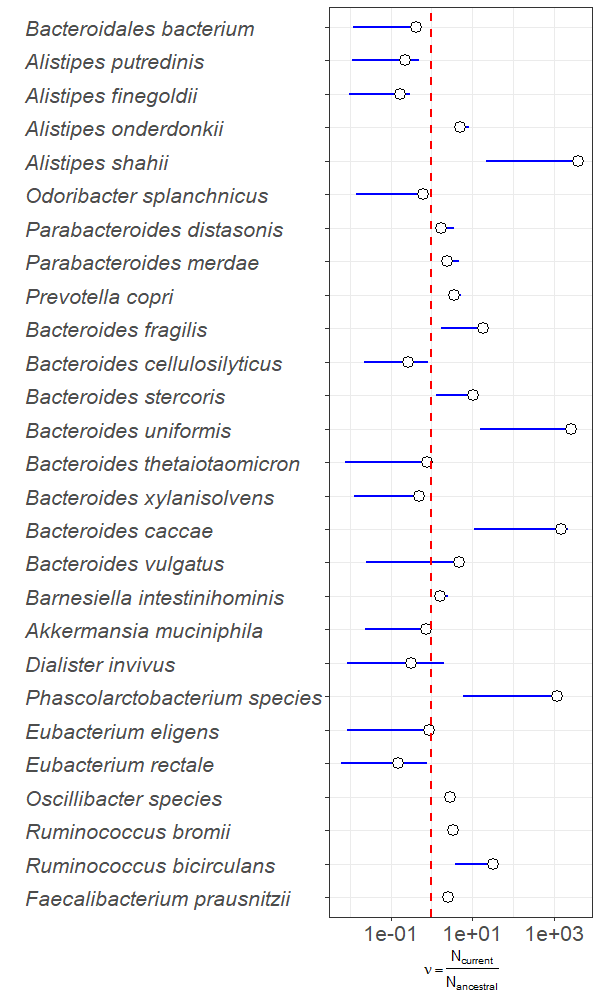 Bacteroidales bacterium
Alistipes putredinis
Alistipes finegoldii
Alistipes onderdonkii
Alistipes shahii
Odoribacter splanchnicus
Parabacteroides distasonis
Parabacteroides merdae
Prevotella copri
Bacteroides fragilis
Bacteroides cellulosilyticus
Bacteroides stercoris
Bacteroides uniformis
Bacteroides thetaiotaomicron
Bacteroides xylanisolvens
Bacteroides caccae
Bacteroides vulgatus
Barnesiella intestinihominis
Akkermansia muciniphila
Dialister invivus
Phascolarctobacterium species
Eubacterium eligens
Eubacterium rectale
Oscillibacter species
Ruminococcus bromii
Ruminococcus bicirculans
Faecalibacterium prausnitzii
1e-01 1e+01 1e+03
ν = Ncurrent
Nancestral